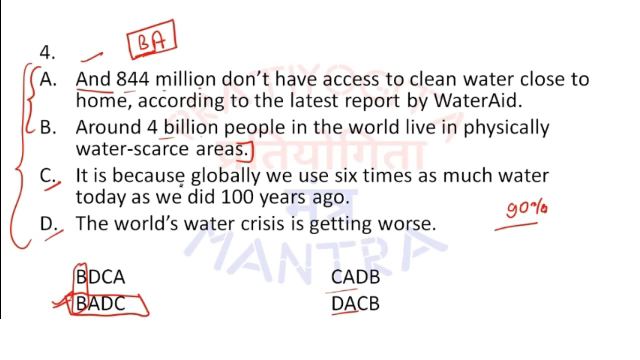 4.
BA
A. And 844 million don't have access to clean water close to
home, according to the latest report by WaterAid.
B. Around 4 billion people in the world live in physically
water-scarce areas.
C. It is because globally we use six times as much water
today as we did 100 years ago.
D. The world's water crisis is getting worse.
90%
BDCA CADB
BADC DACB
PRATIYOGITA
प्रतियोगिता
मंत्र
MANTRA